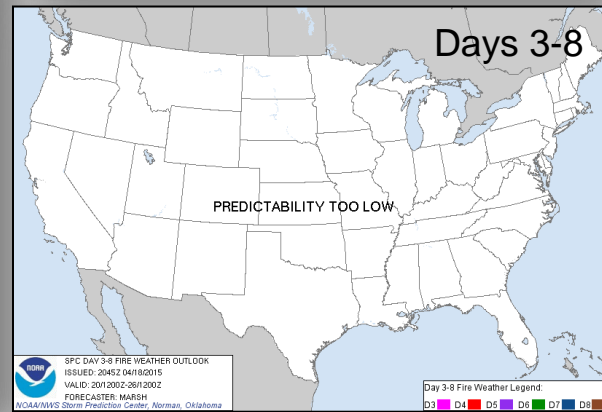 Days 3-8
PREDICTABILITY TOO LOW
NOAA
SPC DAY 3-8 FIRE WEATHER OUTLOOK
ISSUED: 2045Z 04/18/2015
VALID: 20/1200Z-26/1200Z
FORECASTER: MARSH
NOAA/NWS Storm Prediction Center, Norman, Oklahoma
Day 3-8 Fire Weather Legend:
D3 D4 D5 D6 D7 D8